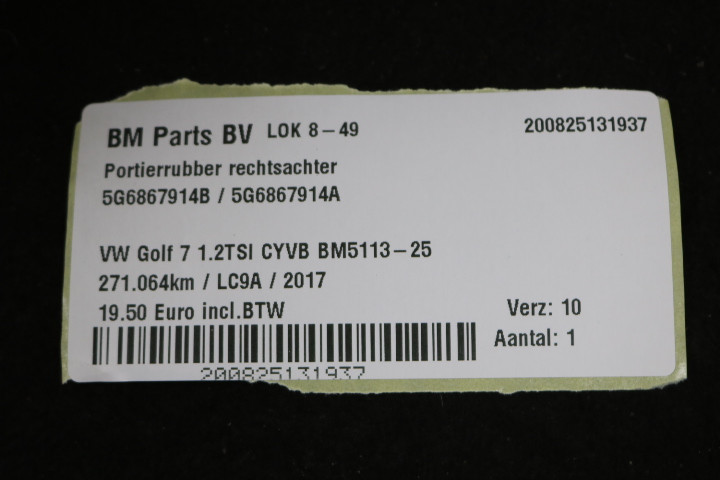 BM Parts BV LOK 8-49 200825131937
Portierrubber rechtsachter
5G6867914B / 5G6867914A
VW Golf 7 1.2TSI CYVB BM5113-25
271.064km / LC9A / 2017
19.50 Euro incl.BTW Verz: 10
Aantal: 1
200825131937